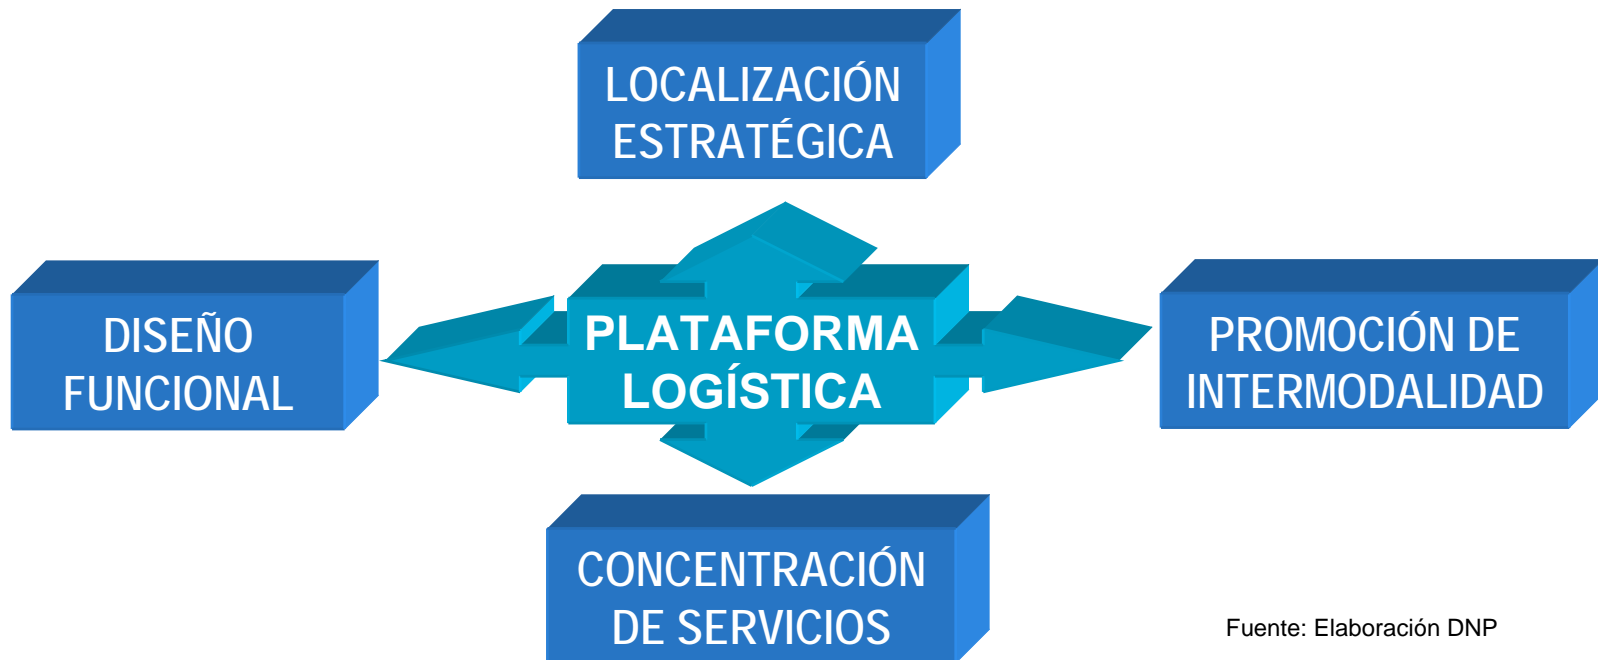 LOCALIZACIÓN
ESTRATÉGICA
DISEÑO
FUNCIONAL
PLATAFORMA
LOGÍSTICA
PROMOCIÓN DE
INTERMODALIDAD
CONCENTRACIÓN
DE SERVICIOS
Fuente: Elaboración DNP